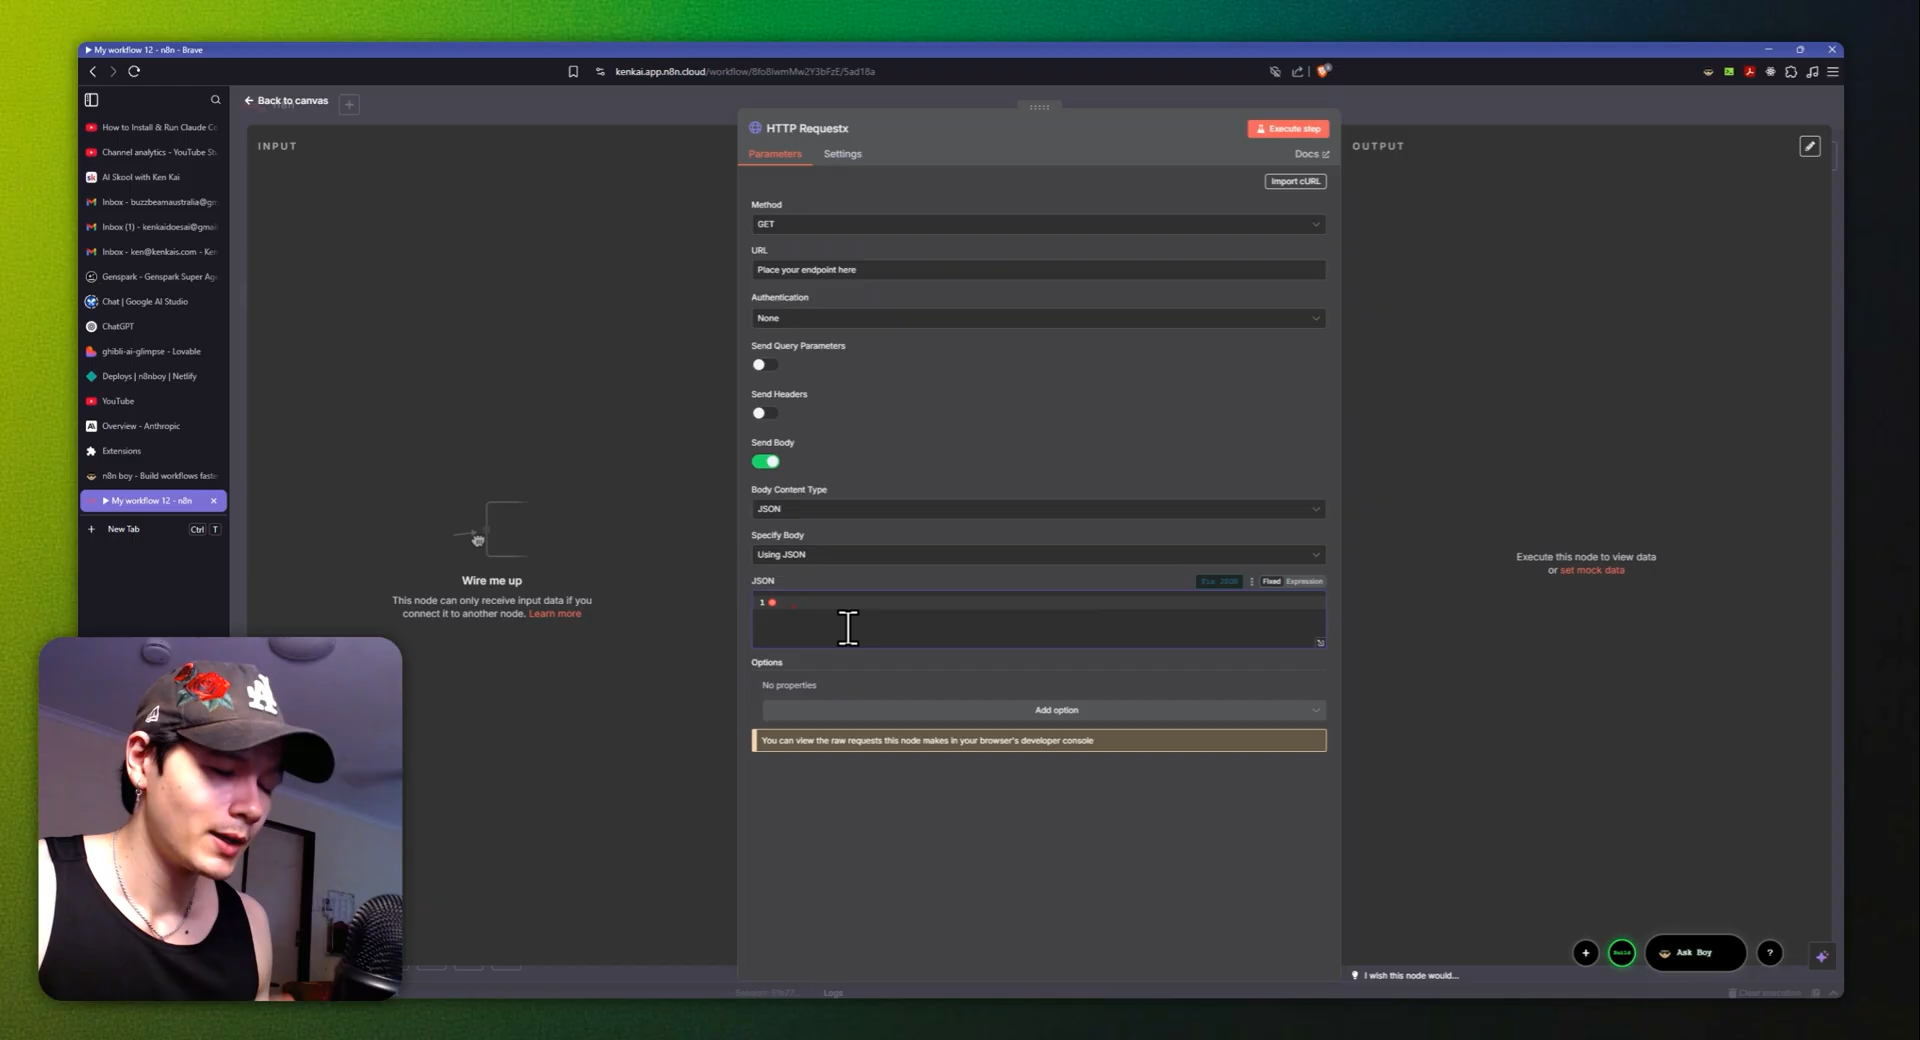 ▶ My workflow 12 - n8n - Brave
kenkai.app.n8n.cloud/workflow/8fo8IwmMw2Y3bFzE/5ad18a
How to Install & Run Claude Co
Channel analytics - YouTube St
AI Skool with Ken Kai
Inbox - buzzbeamaustralia@gm
Inbox (1) - kenkaidoesai@gmai
Inbox - ken@kenkais.com - Ken
Genspark - Genspark Super Ag
Chat | Google AI Studio
ChatGPT
ghibli-ai-glimpse - Lovable
Deploys | n8nboy | Netlify
YouTube
Overview - Anthropic
Extensions
n8n boy - Build workflows faste
▶ My workflow 12 - n8n
New Tab
Ctrl T
Back to canvas
INPUT
Wire me up
This node can only receive input data if you
connect it to another node. Learn more
HTTP Requestx
Execute step
Parameters
Settings
Docs
Import cURL
Method
GET
URL
Place your endpoint here
Authentication
None
Send Query Parameters
Send Headers
Send Body
Body Content Type
JSON
Specify Body
Using JSON
JSON
Fix JSON
Fixed Expression
1
Options
No properties
Add option
You can view the raw requests this node makes in your browser's developer console
OUTPUT
Execute this node to view data
or set mock data
Build
Ask Boy
?
I wish this node would...
Logs
Clear execution
LA